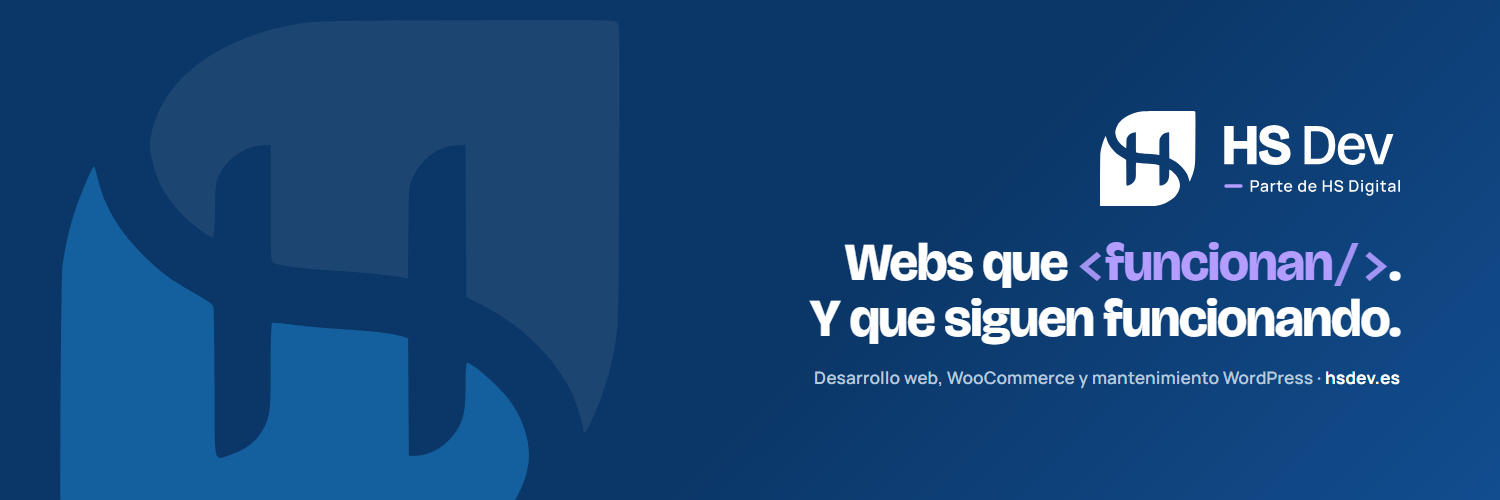 HS Dev
Parte de HS Digital
Webs que <funcionan/>.
Y que siguen funcionando.
Desarrollo web, WooCommerce y mantenimiento WordPress · hsdev.es